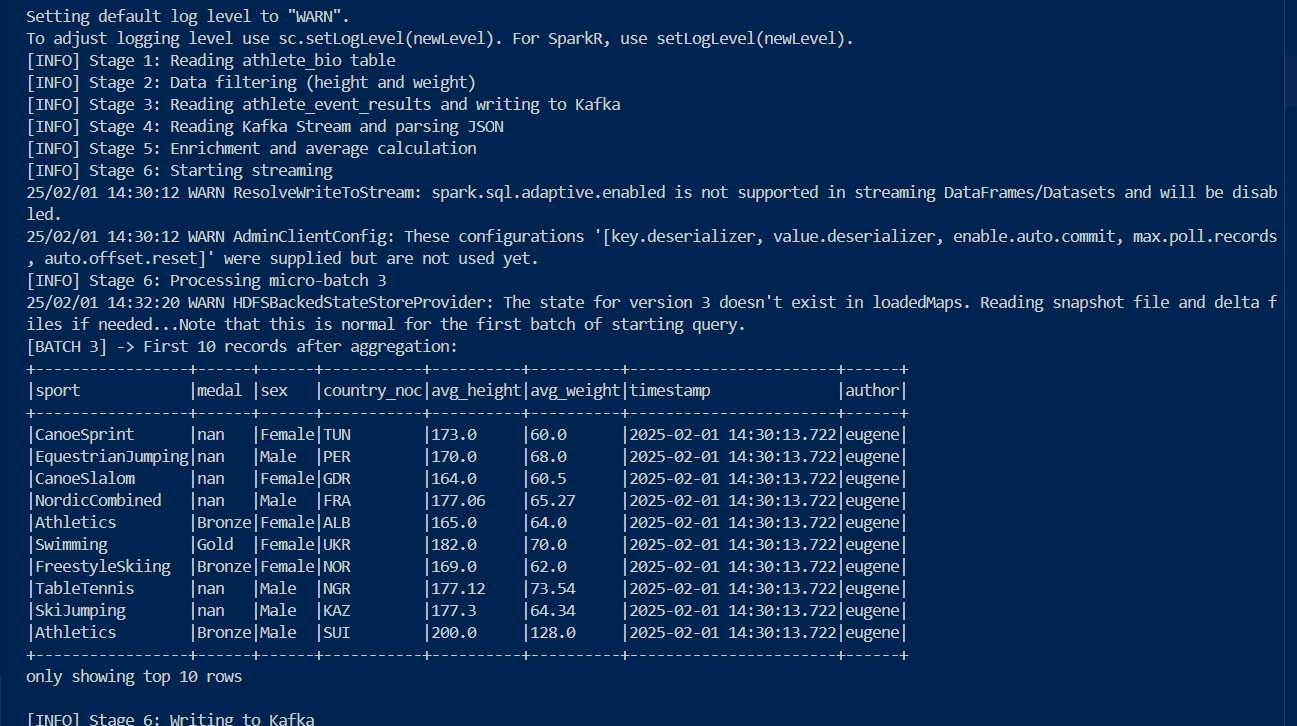 Setting default log level to "WARN".
To adjust logging level use sc.setLogLevel(newLevel). For SparkR, use setLogLevel(newLevel).
[INFO] Stage 1: Reading athlete_bio table
[INFO] Stage 2: Data filtering (height and weight)
[INFO] Stage 3: Reading athlete_event_results and writing to Kafka
[INFO] Stage 4: Reading Kafka Stream and parsing JSON
[INFO] Stage 5: Enrichment and average calculation
[INFO] Stage 6: Starting streaming
25/02/01 14:30:12 WARN ResolveWriteToStream: spark.sql.adaptive.enabled is not supported in streaming DataFrames/Datasets and will be disab
led.
25/02/01 14:30:12 WARN AdminClientConfig: These configurations '[key.deserializer, value.deserializer, enable.auto.commit, max.poll.records
, auto.offset.reset]' were supplied but are not used yet.
[INFO] Stage 6: Processing micro-batch 3
25/02/01 14:32:20 WARN HDFSBackedStateStoreProvider: The state for version 3 doesn't exist in loadedMaps. Reading snapshot file and delta f
iles if needed...Note that this is normal for the first batch of starting query.
[BATCH 3] -> First 10 records after aggregation:
+-----------------+------+------+-----------+----------+----------+-----------------------+------+
|sport            |medal |sex   |country_noc|avg_height|avg_weight|timestamp              |author|
+-----------------+------+------+-----------+----------+----------+-----------------------+------+
|CanoeSprint      |nan   |Female|TUN        |173.0     |60.0      |2025-02-01 14:30:13.722|eugene|
|EquestrianJumping|nan   |Male  |PER        |170.0     |68.0      |2025-02-01 14:30:13.722|eugene|
|CanoeSlalom      |nan   |Female|GDR        |164.0     |60.5      |2025-02-01 14:30:13.722|eugene|
|NordicCombined   |nan   |Male  |FRA        |177.06    |65.27     |2025-02-01 14:30:13.722|eugene|
|Athletics        |Bronze|Female|ALB        |165.0     |64.0      |2025-02-01 14:30:13.722|eugene|
|Swimming         |Gold  |Female|UKR        |182.0     |70.0      |2025-02-01 14:30:13.722|eugene|
|FreestyleSkiing  |Bronze|Female|NOR        |169.0     |62.0      |2025-02-01 14:30:13.722|eugene|
|TableTennis      |nan   |Male  |NGR        |177.12    |73.54     |2025-02-01 14:30:13.722|eugene|
|SkiJumping       |nan   |Male  |KAZ        |177.3     |64.34     |2025-02-01 14:30:13.722|eugene|
|Athletics        |Bronze|Male  |SUI        |200.0     |128.0     |2025-02-01 14:30:13.722|eugene|
+-----------------+------+------+-----------+----------+----------+-----------------------+------+
only showing top 10 rows
[INFO] Stage 6: Writing to Kafka